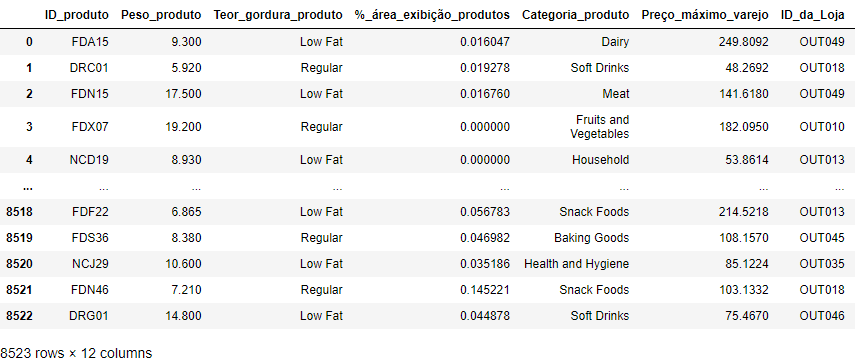 ID_produto Peso_produto Teor_gordura_produto %_área_exibição_produtos Categoria_produto Preço_máximo_varejo ID_da_Loja
0 FDA15 9.300 Low Fat 0.016047 Dairy 249.8092 OUT049
1 DRC01 5.920 Regular 0.019278 Soft Drinks 48.2692 OUT018
2 FDN15 17.500 Low Fat 0.016760 Meat 141.6180 OUT049
3 FDX07 19.200 Regular 0.000000 Fruits and
Vegetables 182.0950 OUT010
4 NCD19 8.930 Low Fat 0.000000 Household 53.8614 OUT013
... ... ... ... ... ... ... ...
8518 FDF22 6.865 Low Fat 0.056783 Snack Foods 214.5218 OUT013
8519 FDS36 8.380 Regular 0.046982 Baking Goods 108.1570 OUT045
8520 NCJ29 10.600 Low Fat 0.035186 Health and Hygiene 85.1224 OUT035
8521 FDN46 7.210 Regular 0.145221 Snack Foods 103.1332 OUT018
8522 DRG01 14.800 Low Fat 0.044878 Soft Drinks 75.4670 OUT046
8523 rows × 12 columns